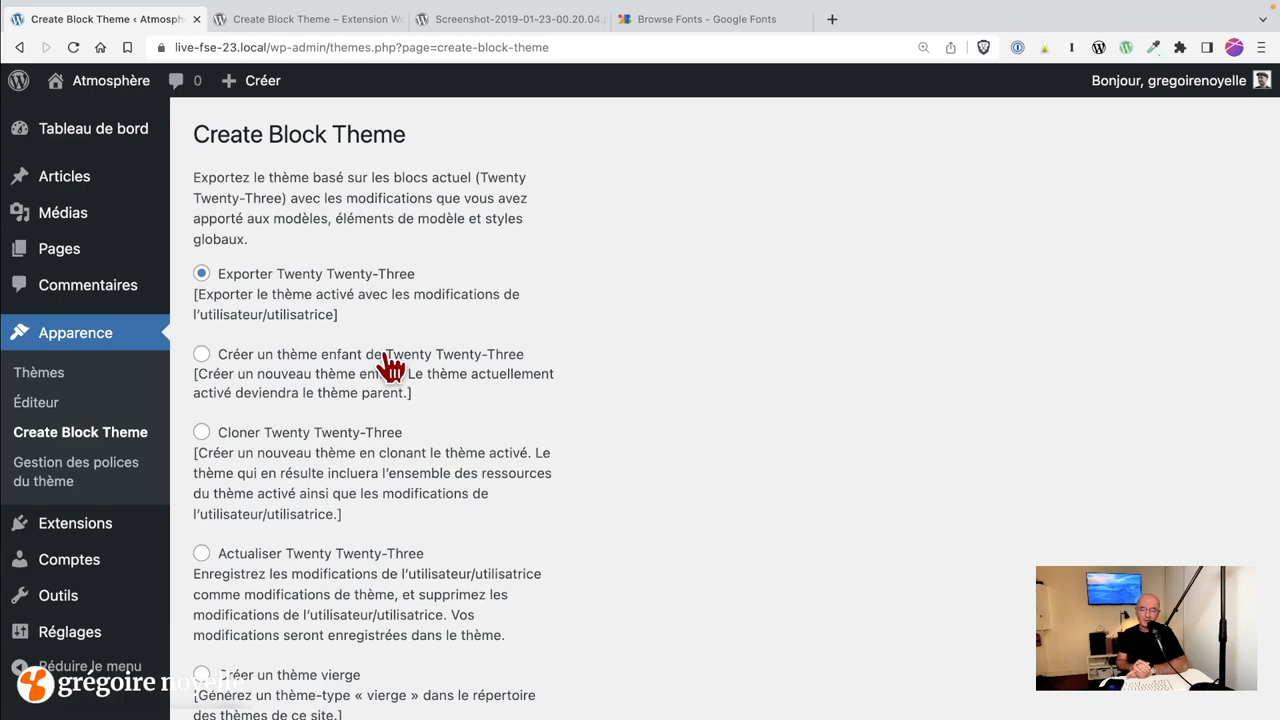 Create Block Theme ‹ Atmosph
Create Block Theme – Extension Wo
Screenshot-2019-01-23-00.20.04.
Browse Fonts - Google Fonts
live-fse-23.local/wp-admin/themes.php?page=create-block-theme
Atmosphère
0
Créer
Bonjour, gregoirenoyelle
Tableau de bord
Articles
Médias
Pages
Commentaires
Apparence
Thèmes
Éditeur
Create Block Theme
Gestion des polices
du thème
Extensions
Comptes
Outils
Réglages
Réduire le menu
Create Block Theme
Exportez le thème basé sur les blocs actuel (Twenty
Twenty-Three) avec les modifications que vous avez
apporté aux modèles, éléments de modèle et styles
globaux.
Exporter Twenty Twenty-Three
[Exporter le thème activé avec les modifications de
l’utilisateur/utilisatrice]
Créer un thème enfant de Twenty Twenty-Three
[Créer un nouveau thème en Le thème actuellement
activé deviendra le thème parent.]
Cloner Twenty Twenty-Three
[Créer un nouveau thème en clonant le thème activé. Le
thème qui en résulte incluera l’ensemble des ressources
du thème activé ainsi que les modifications de
l’utilisateur/utilisatrice.]
Actualiser Twenty Twenty-Three
Enregistrez les modifications de l’utilisateur/utilisatrice
comme modifications de thème, et supprimez les
modifications de l’utilisateur/utilisatrice. Vos
modifications seront enregistrées dans le thème.
Créer un thème vierge
[Générez un thème-type « vierge » dans le répertoire
des thèmes de ce site.]
grégoire noyelle